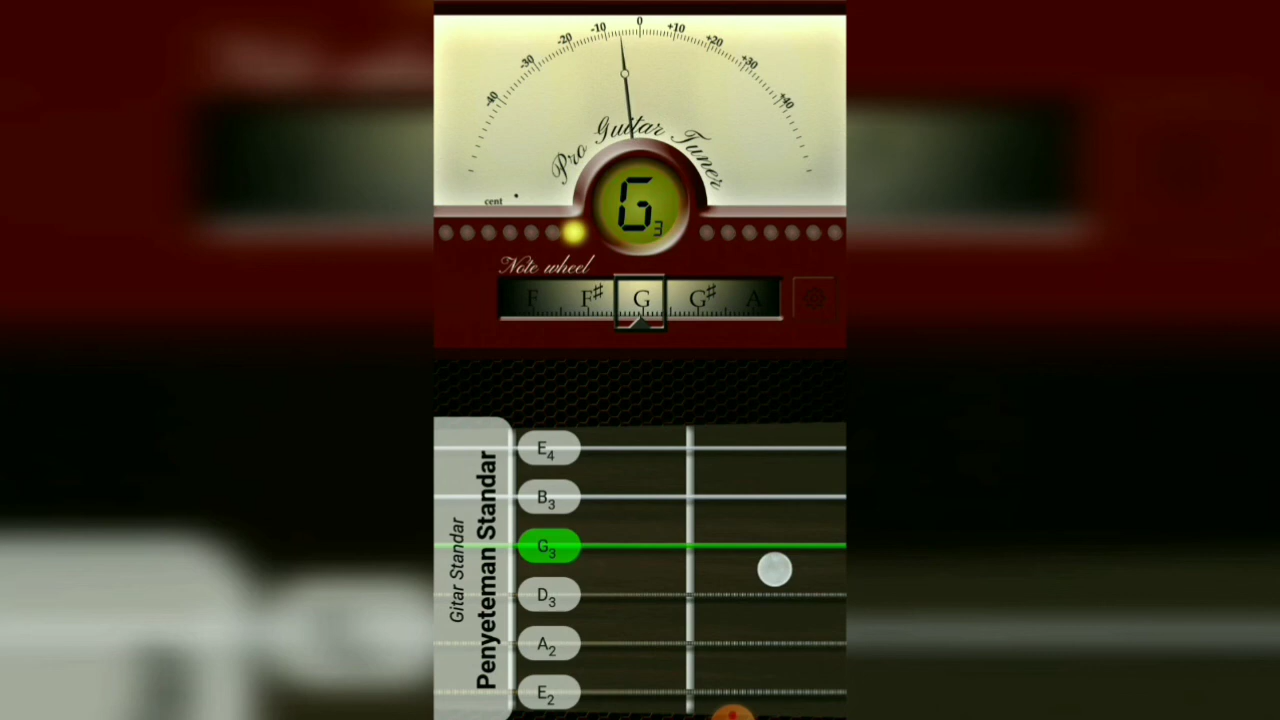 -40 -30 -20 -10 0 +10 +20 +30 +40
Pro Guitar Tuner
cent
G3
Note wheel
F F♯ G G♯ A
Gitar Standar
Penyeteman Standar
E4
B3
G3
D3
A2
E2